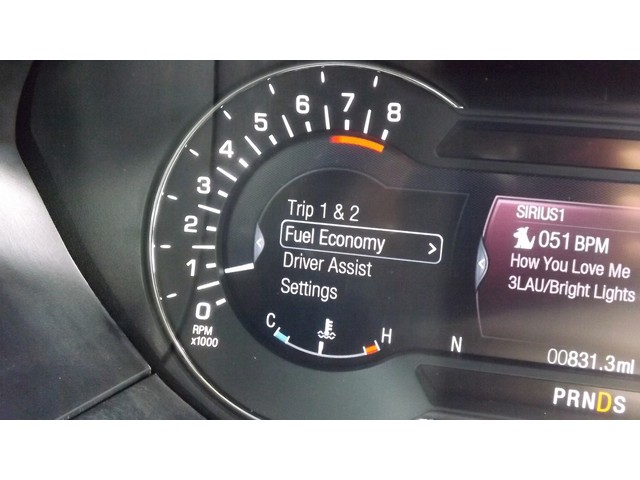 8
7
6
5
4
3
2
1
0
RPM
x1000
Trip 1 & 2
Fuel Economy >
Driver Assist
Settings
C H
SIRIUS1
051 BPM
How You Love Me
3LAU/Bright Lights
N
00831.3mi
PRNDS